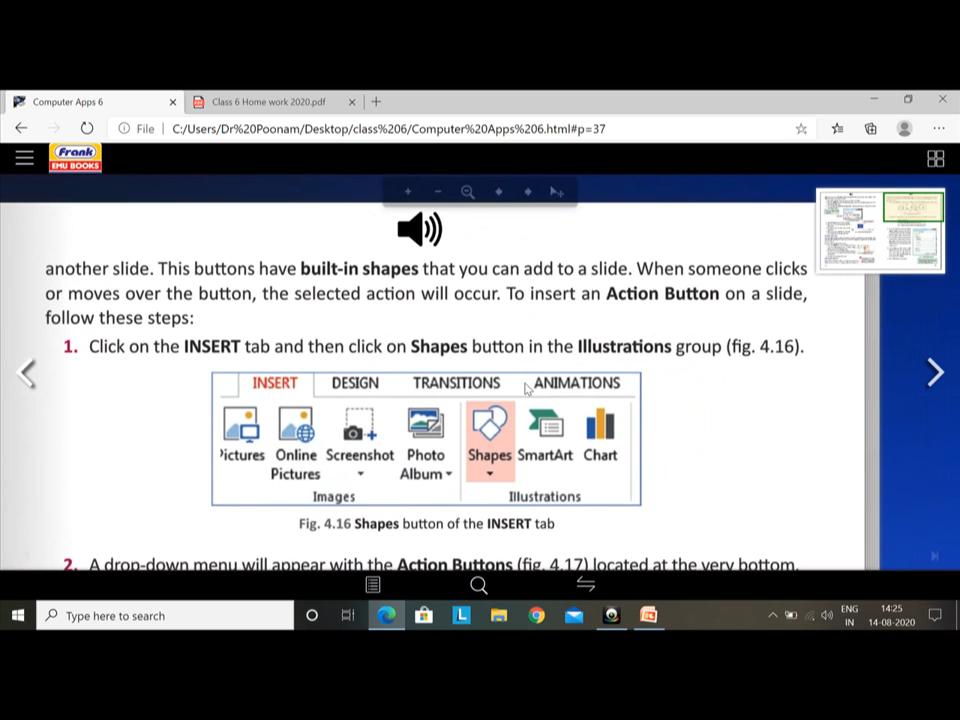 Computer Apps 6
Class 6 Home work 2020.pdf
File | C:/Users/Dr%20Poonam/Desktop/class%206/Computer%20Apps%206.html#p=37
Frank
EMU BOOKS
another slide. This buttons have built-in shapes that you can add to a slide. When someone clicks
or moves over the button, the selected action will occur. To insert an Action Button on a slide,
follow these steps:
1. Click on the INSERT tab and then click on Shapes button in the Illustrations group (fig. 4.16).
INSERT DESIGN TRANSITIONS ANIMATIONS
Pictures Online Pictures Screenshot Photo Album Shapes SmartArt Chart
Images Illustrations
Fig. 4.16 Shapes button of the INSERT tab
2. A drop-down menu will appear with the Action Buttons (fig. 4.17) located at the very bottom.
Type here to search
ENG
IN
14:25
14-08-2020